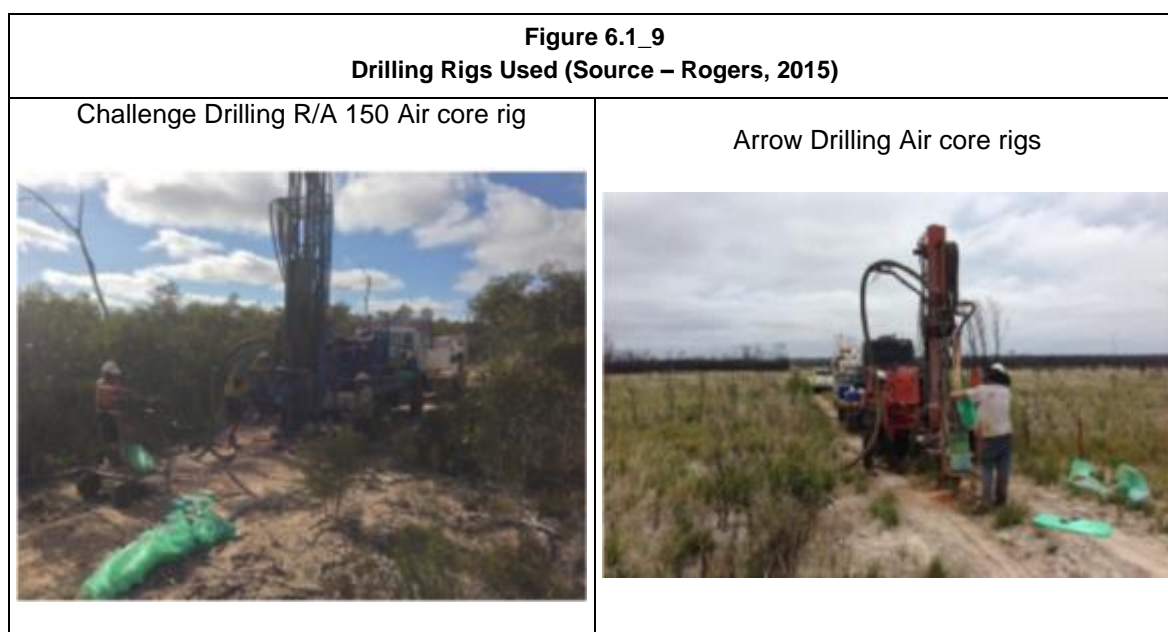 Figure 6.1_9
Drilling Rigs Used (Source – Rogers, 2015)
Challenge Drilling R/A 150 Air core rig
Arrow Drilling Air core rigs